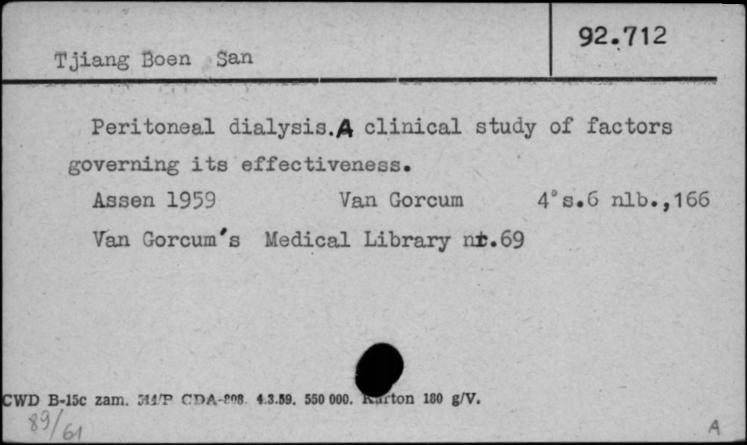 92.712
Tjiang Boen San
Peritoneal dialysis.A clinical study of factors
governing its effectiveness.
Assen 1959 Van Gorcum 4°s.6 nlb.,166
Van Gorcum's Medical Library nr.69
CWD B-15c zam. CDA- 4.3.59. 550 000. Karton 180 g/V.
89/61
A